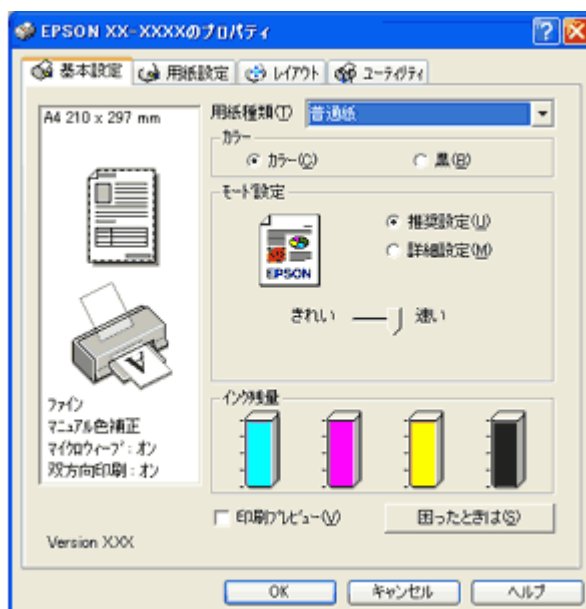 EPSON XX-XXXXのプロパティ
基本設定 用紙設定 レイアウト ユーティリティ
A4 210 x 297 mm
用紙種類(T) 普通紙
カラー
カラー(C) 黒(B)
モード設定
推奨設定(U)
詳細設定(M)
EPSON
きれい 速い
A
ファイン
マニュアル色補正
マイクロウィーブ : オン
双方向印刷 : オン
インク残量
印刷プレビュー(V) 困ったときは(S)
Version XXX
OK キャンセル ヘルプ